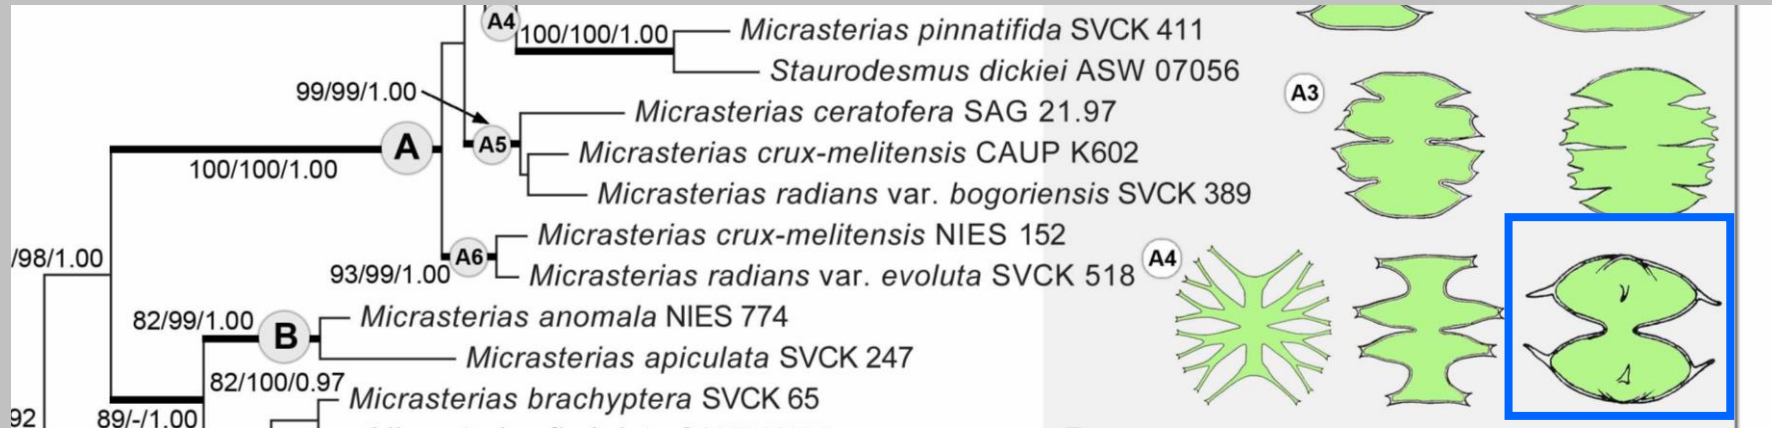 A4
100/100/1.00
Micrasterias pinnatifida SVCK 411
Staurodesmus dickiei ASW 07056
99/99/1.00
Micrasterias ceratofera SAG 21.97
A3
A
A5
Micrasterias crux-melitensis CAUP K602
100/100/1.00
Micrasterias radians var. bogoriensis SVCK 389
Micrasterias crux-melitensis NIES 152
/98/1.00
93/99/1.00
A6
Micrasterias radians var. evoluta SVCK 518
A4
82/99/1.00
B
Micrasterias anomala NIES 774
Micrasterias apiculata SVCK 247
82/100/0.97
Micrasterias brachyptera SVCK 65
92
89/-/1.00